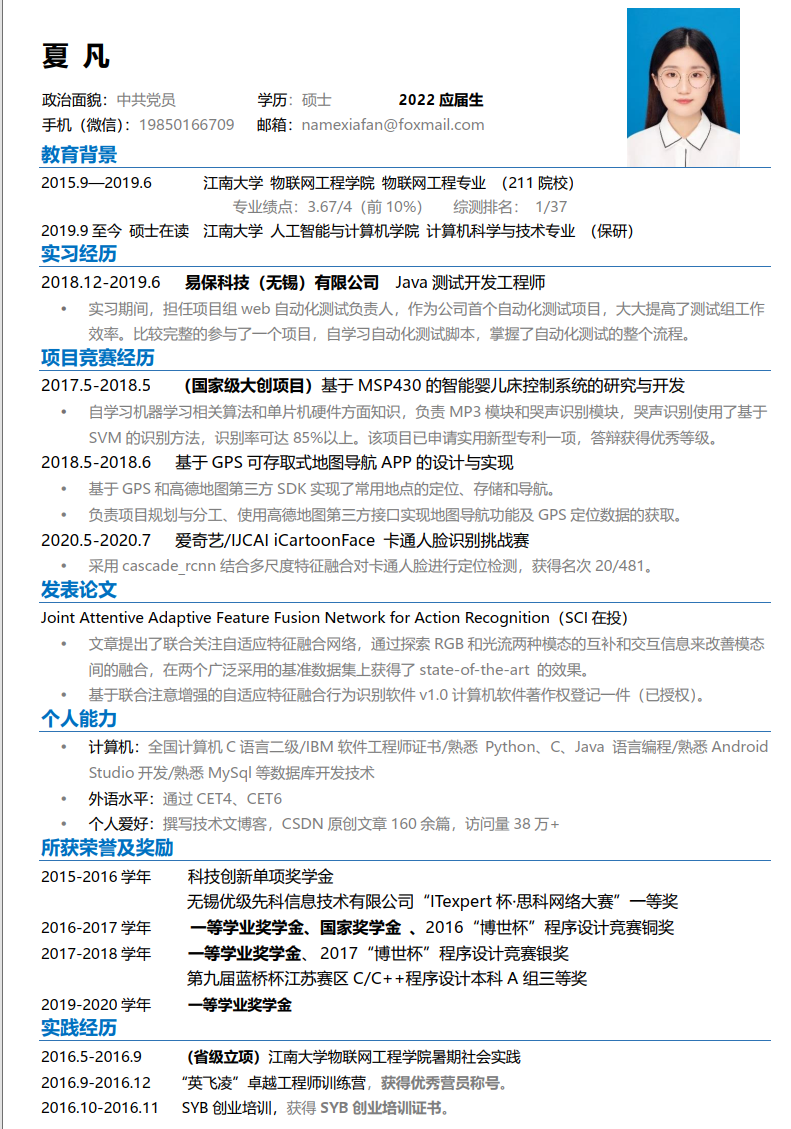 夏 凡
政治面貌：中共党员 学历：硕士 2022 应届生
手机（微信）：19850166709 邮箱：namexiafan@foxmail.com
教育背景
2015.9—2019.6 江南大学 物联网工程学院 物联网工程专业 （211 院校）
专业绩点：3.67/4（前 10%） 综测排名： 1/37
2019.9 至今 硕士在读 江南大学 人工智能与计算机学院 计算机科学与技术专业 （保研）
实习经历
2018.12-2019.6 易保科技（无锡）有限公司 Java 测试开发工程师
• 实习期间，担任项目组 web 自动化测试负责人，作为公司首个自动化测试项目，大大提高了测试组工作
效率。比较完整的参与了一个项目，自学习自动化测试脚本，掌握了自动化测试的整个流程。
项目竞赛经历
2017.5-2018.5 （国家级大创项目）基于 MSP430 的智能婴儿床控制系统的研究与开发
• 自学习机器学习相关算法和单片机硬件方面知识，负责 MP3 模块和哭声识别模块，哭声识别使用了基于
SVM 的识别方法，识别率可达 85%以上。该项目已申请实用新型专利一项，答辩获得优秀等级。
2018.5-2018.6 基于 GPS 可存取式地图导航 APP 的设计与实现
• 基于 GPS 和高德地图第三方 SDK 实现了常用地点的定位、存储和导航。
• 负责项目规划与分工、使用高德地图第三方接口实现地图导航功能及 GPS 定位数据的获取。
2020.5-2020.7 爱奇艺/IJCAI iCartoonFace 卡通人脸识别挑战赛
• 采用 cascade_rcnn 结合多尺度特征融合对卡通人脸进行定位检测，获得名次 20/481。
发表论文
Joint Attentive Adaptive Feature Fusion Network for Action Recognition（SCI 在投）
• 文章提出了联合关注自适应特征融合网络，通过探索 RGB 和光流两种模态的互补和交互信息来改善模态
间的融合，在两个广泛采用的基准数据集上获得了 state-of-the-art 的效果。
• 基于联合注意增强的自适应特征融合行为识别软件 v1.0 计算机软件著作权登记一件（已授权）。
个人能力
• 计算机：全国计算机 C 语言二级/IBM 软件工程师证书/熟悉 Python、C、Java 语言编程/熟悉 Android
Studio 开发/熟悉 MySql 等数据库开发技术
• 外语水平：通过 CET4、CET6
• 个人爱好：撰写技术文博客，CSDN 原创文章 160 余篇，访问量 38 万+
所获荣誉及奖励
2015-2016 学年 科技创新单项奖学金
无锡优级先科信息技术有限公司“ITexpert 杯·思科网络大赛”一等奖
2016-2017 学年 一等学业奖学金、国家奖学金 、2016“博世杯”程序设计竞赛铜奖
2017-2018 学年 一等学业奖学金、2017“博世杯”程序设计竞赛银奖
第九届蓝桥杯江苏赛区 C/C++程序设计本科 A 组三等奖
2019-2020 学年 一等学业奖学金
实践经历
2016.5-2016.9 （省级立项）江南大学物联网工程学院暑期社会实践
2016.9-2016.12 “英飞凌”卓越工程师训练营，获得优秀营员称号。
2016.10-2016.11 SYB 创业培训，获得 SYB 创业培训证书。